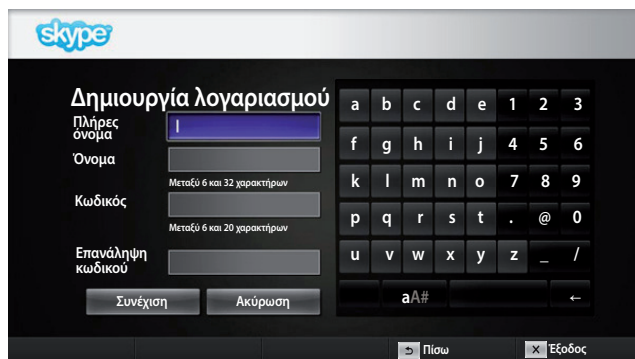 skype
Δημιουργία λογαριασμού
Πλήρες
όνομα
Όνομα
Μεταξύ 6 και 32 χαρακτήρων
Κωδικός
Μεταξύ 6 και 20 χαρακτήρων
Επανάληψη
κωδικού
Συνέχιση Ακύρωση
a b c d e 1 2 3
f g h i j 4 5 6
k l m n o 7 8 9
p q r s t . @ 0
u v w x y z _ /
aA# ←
Πίσω X Έξοδος